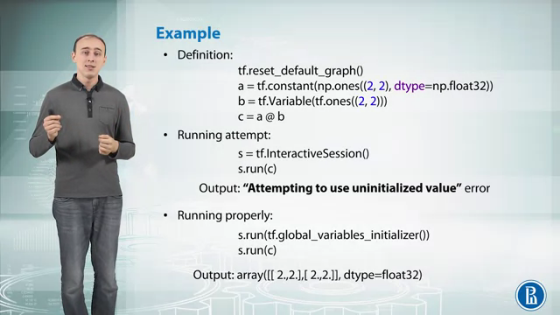 Example
• Definition:
tf.reset_default_graph()
a = tf.constant(np.ones((2, 2), dtype=np.float32))
b = tf.Variable(tf.ones((2, 2)))
c = a @ b
• Running attempt:
s = tf.InteractiveSession()
s.run(c)
Output: “Attempting to use uninitialized value” error
• Running properly:
s.run(tf.global_variables_initializer())
s.run(c)
Output: array([[ 2.,2.],[ 2.,2.]], dtype=float32)